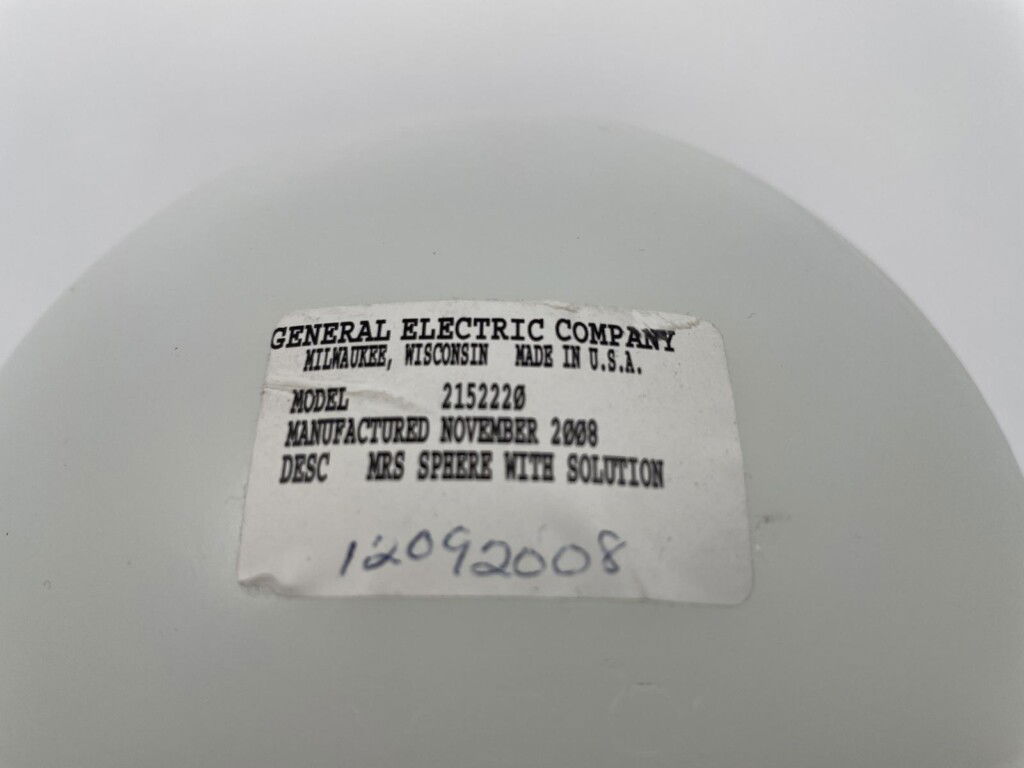 GENERAL ELECTRIC COMPANY
MILWAUKEE, WISCONSIN MADE IN U.S.A.
MODEL 2152220
MANUFACTURED NOVEMBER 2008
DESC MRS SPHERE WITH SOLUTION
12092008